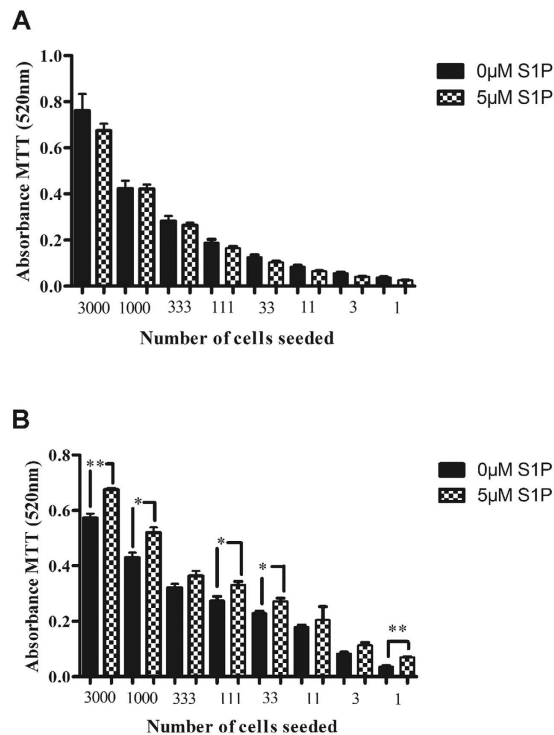 A
Absorbance MTT (520nm)
1.0
0.8
0.6
0.4
0.2
0.0
3000 1000 333 111 33 11 3 1
Number of cells seeded
0µM S1P
5µM S1P
B
Absorbance MTT (520nm)
0.8
0.6
0.4
0.2
0.0
** * * * **
3000 1000 333 111 33 11 3 1
Number of cells seeded
0µM S1P
5µM S1P